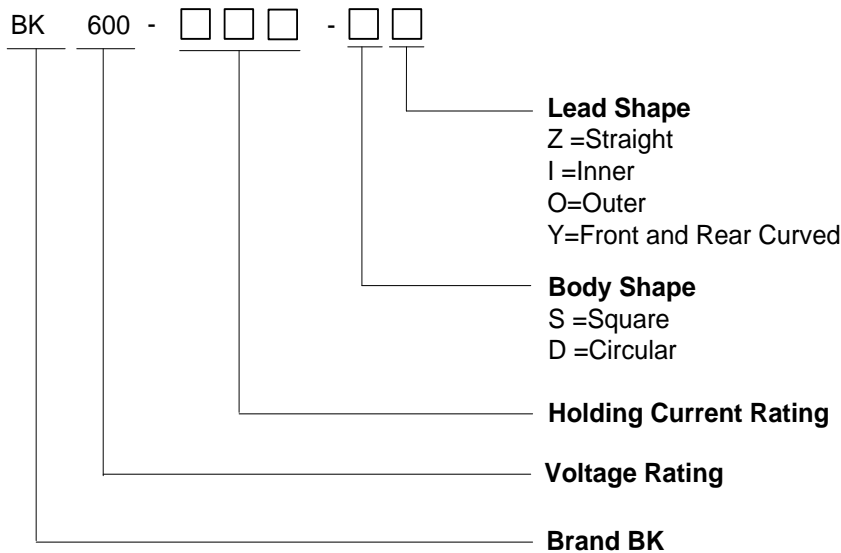 BK 600 - □□□ - □□
Lead Shape
Z =Straight
I =Inner
O=Outer
Y=Front and Rear Curved
Body Shape
S =Square
D =Circular
Holding Current Rating
Voltage Rating
Brand BK